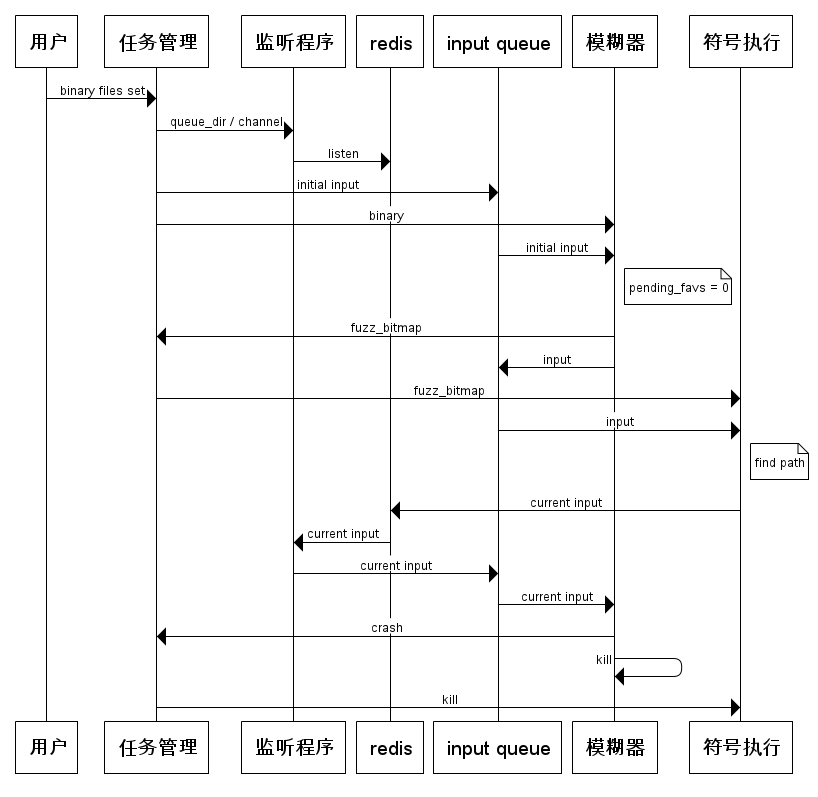 用户
任务管理
监听程序
redis
input queue
模糊器
符号执行
binary files set
queue_dir / channel
listen
initial input
binary
initial input
pending_favs = 0
fuzz_bitmap
input
fuzz_bitmap
input
find path
current input
current input
current input
current input
crash
kill
kill
用户
任务管理
监听程序
redis
input queue
模糊器
符号执行